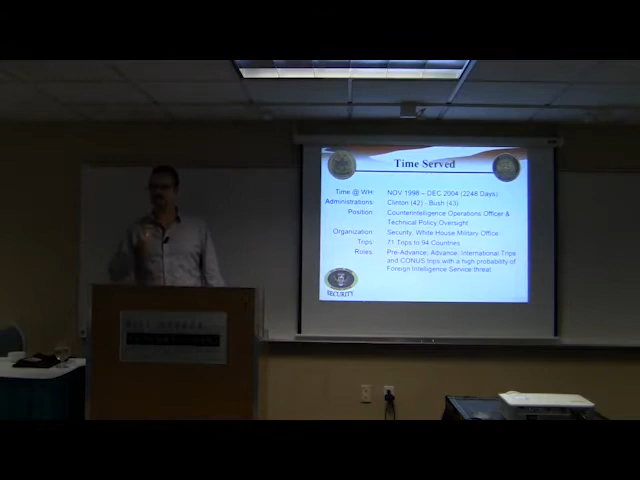 Time Served
Time @ WH: NOV 1998 – DEC 2004 (2248 Days)
Administrations: Clinton (42) - Bush (43)
Position: Counterintelligence Operations Officer &
Technical Policy Oversight
Organization: Security, White House Military Office
Trips: 71 Trips to 94 Countries
Roles: Pre-Advance, Advance, International Trips
and CONUS trips with a high probability of
Foreign Intelligence Service threat
SECURITY